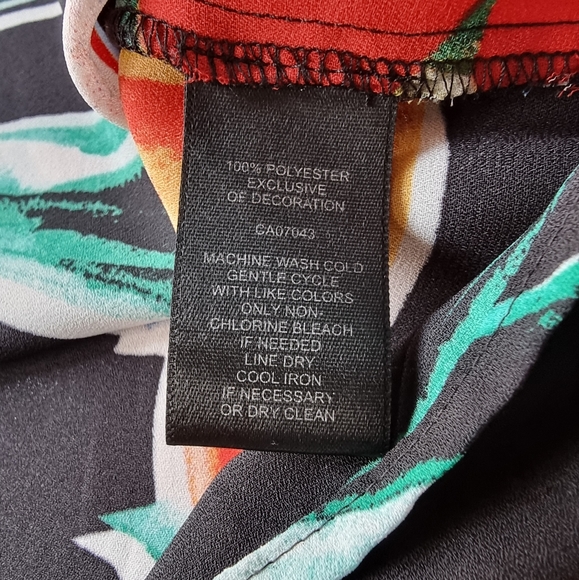 100% POLYESTER
EXCLUSIVE
OF DECORATION
CA07043
MACHINE WASH COLD
GENTLE CYCLE
WITH LIKE COLORS
ONLY NON-
CHLORINE BLEACH
IF NEEDED
LINE DRY
COOL IRON
IF NECESSARY
OR DRY CLEAN